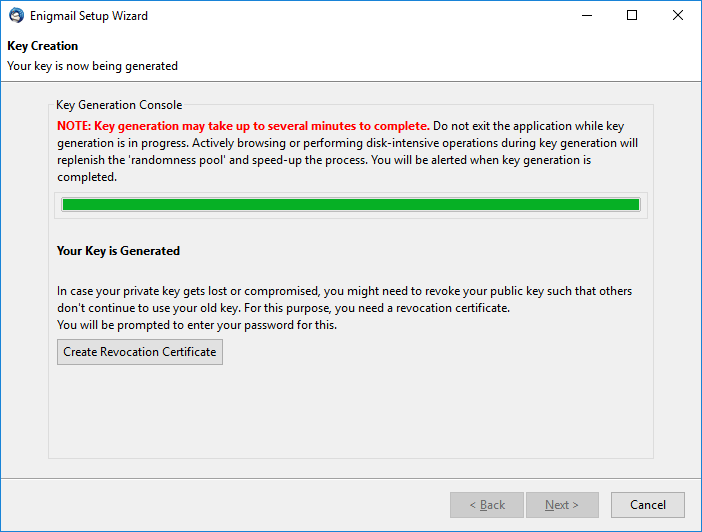 Enigmail Setup Wizard
Key Creation
Your key is now being generated
Key Generation Console
NOTE: Key generation may take up to several minutes to complete. Do not exit the application while key
generation is in progress. Actively browsing or performing disk-intensive operations during key generation will
replenish the 'randomness pool' and speed-up the process. You will be alerted when key generation is
completed.
Your Key is Generated
In case your private key gets lost or compromised, you might need to revoke your public key such that others
don't continue to use your old key. For this purpose, you need a revocation certificate.
You will be prompted to enter your password for this.
Create Revocation Certificate
< Back Next > Cancel